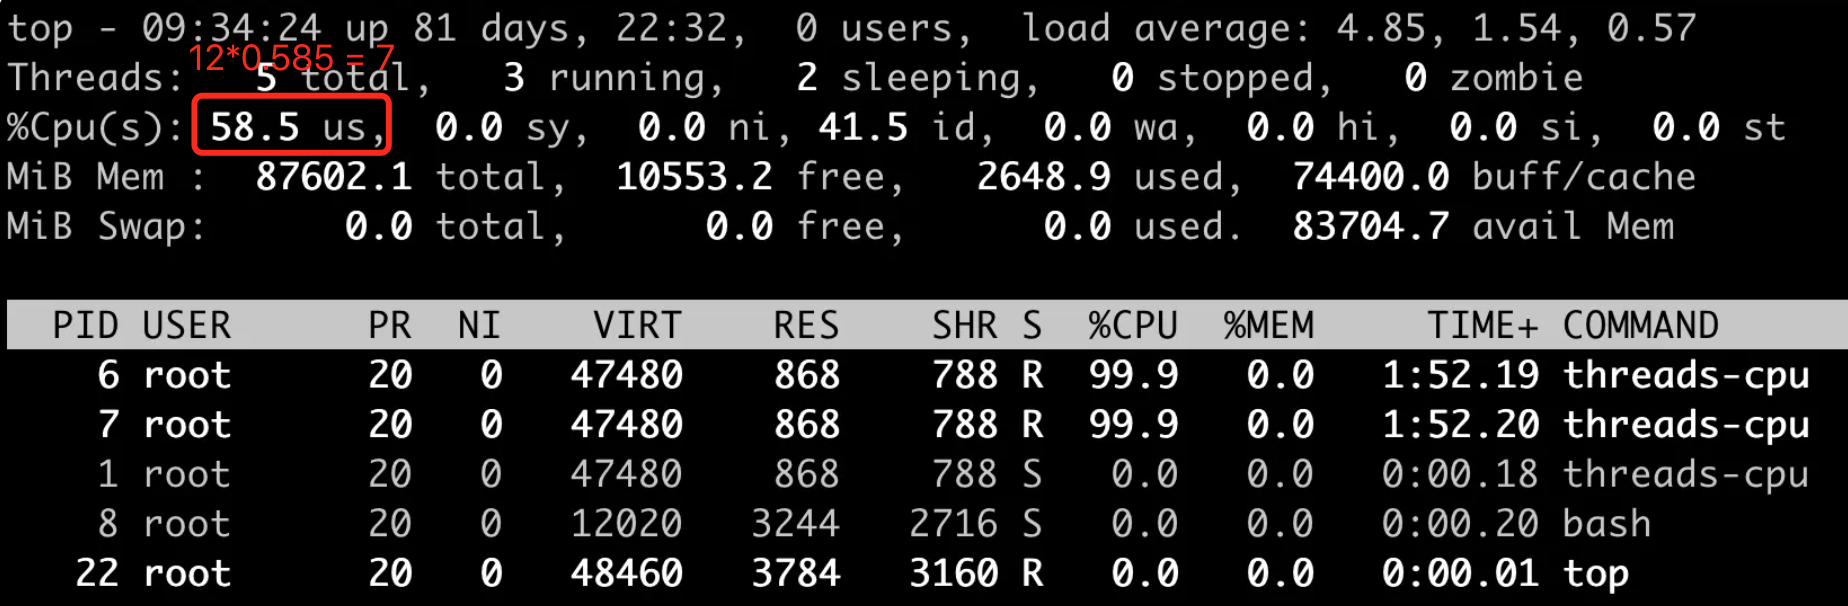 top - 09:34:24 up 81 days, 22:32,  0 users,  load average: 4.85, 1.54, 0.57
12*0.585 = 7
Threads:   5 total,   3 running,   2 sleeping,   0 stopped,   0 zombie
%Cpu(s): 58.5 us,  0.0 sy,  0.0 ni, 41.5 id,  0.0 wa,  0.0 hi,  0.0 si,  0.0 st
MiB Mem :  87602.1 total,  10553.2 free,   2648.9 used,  74400.0 buff/cache
MiB Swap:      0.0 total,      0.0 free,      0.0 used.  83704.7 avail Mem
PID USER      PR  NI    VIRT    RES    SHR S  %CPU  %MEM     TIME+ COMMAND
6 root      20   0   47480    868    788 R  99.9   0.0   1:52.19 threads-cpu
7 root      20   0   47480    868    788 R  99.9   0.0   1:52.20 threads-cpu
1 root      20   0   47480    868    788 S   0.0   0.0   0:00.18 threads-cpu
8 root      20   0   12020   3244   2716 S   0.0   0.0   0:00.20 bash
22 root      20   0   48460   3784   3160 R   0.0   0.0   0:00.01 top